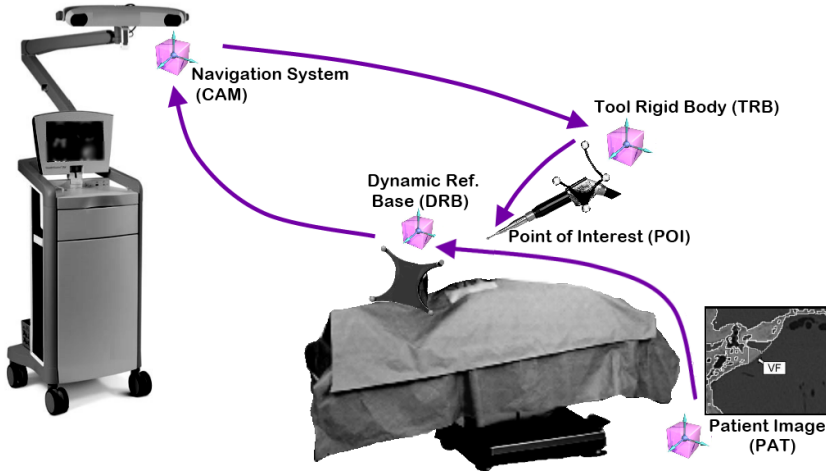 Navigation System
(CAM)
Tool Rigid Body (TRB)
Dynamic Ref.
Base (DRB)
Point of Interest (POI)
VF
Patient Image
(PAT)